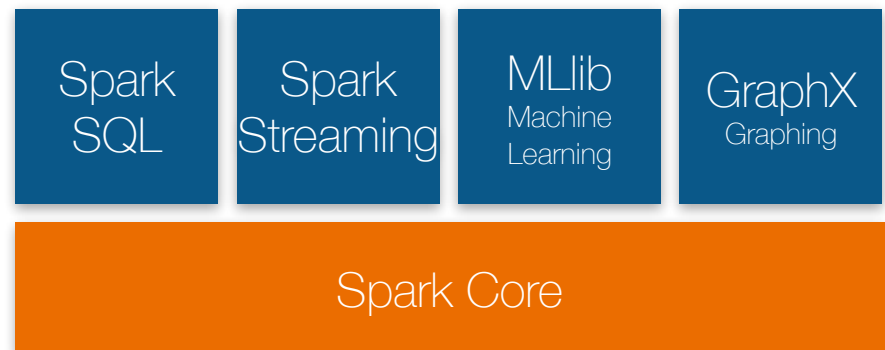 Spark
SQL
Spark
Streaming
MLlib
Machine
Learning
GraphX
Graphing
Spark Core